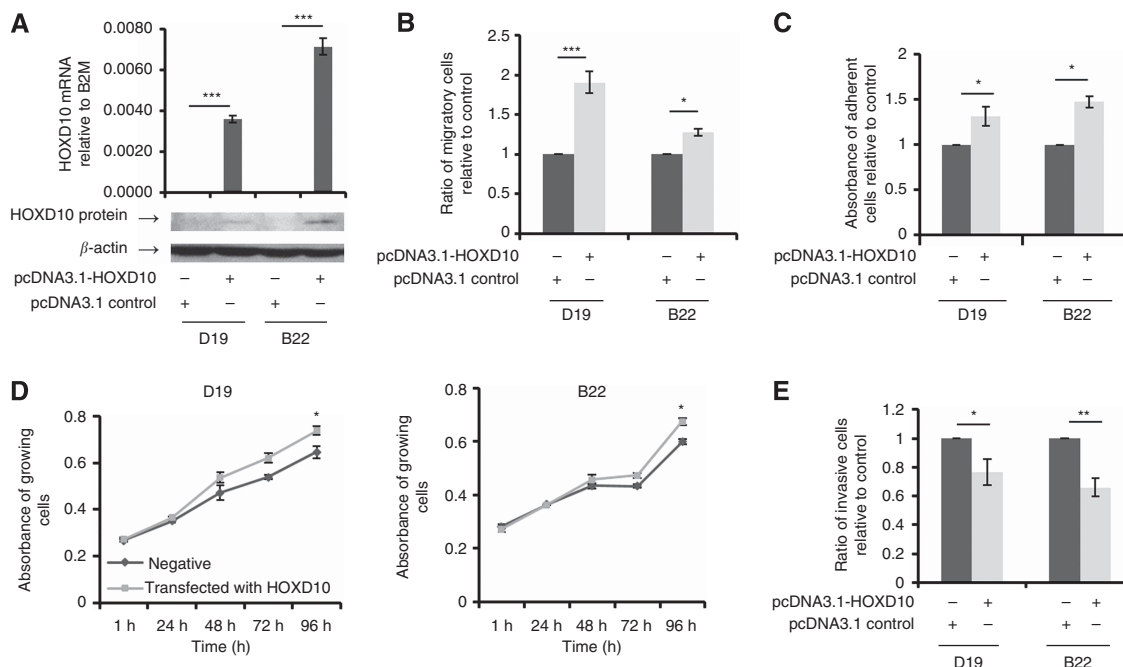 A
HOXD10 mRNA
relative to B2M
0.0080
0.0060
0.0040
0.0020
0.0000
***
***
HOXD10 protein →
β-actin →
pcDNA3.1-HOXD10 – + – +
pcDNA3.1 control + – + –
D19 B22
B
Ratio of migratory cells
relative to control
2.5
2
1.5
1
0.5
0
***
*
pcDNA3.1-HOXD10 – + – +
pcDNA3.1 control + – + –
D19 B22
C
Absorbance of adherent
cells relative to control
2
1.5
1
0.5
0
*
*
pcDNA3.1-HOXD10 – + – +
pcDNA3.1 control + – + –
D19 B22
D
D19
Absorbance of growing
cells
0.8
0.6
0.4
0.2
0
*
Negative
Transfected with HOXD10
1 h 24 h 48 h 72 h 96 h
Time (h)
B22
Absorbance of growing
cells
0.8
0.6
0.4
0.2
0
*
1 h 24 h 48 h 72 h 96 h
Time (h)
E
Ratio of invasive cells
relative to control
1.2
1
0.8
0.6
0.4
0.2
0
*
**
pcDNA3.1-HOXD10 – + – +
pcDNA3.1 control + – + –
D19 B22